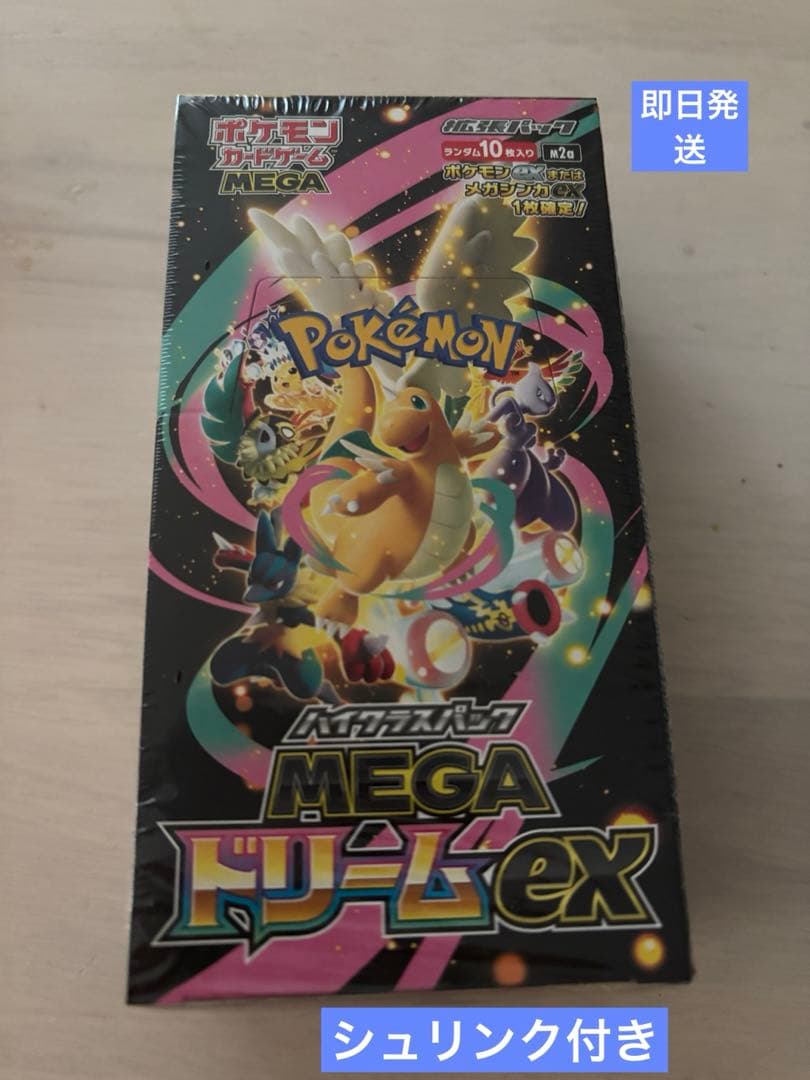 ポケモン
カードゲーム
MEGA
拡張パック
ランダム10枚入り M2a
ポケモンexまたは
メガシンカex
1枚確定!
即日発
送
POKéMON
ハイクラスパック
MEGA
ドリームex
シュリンク付き